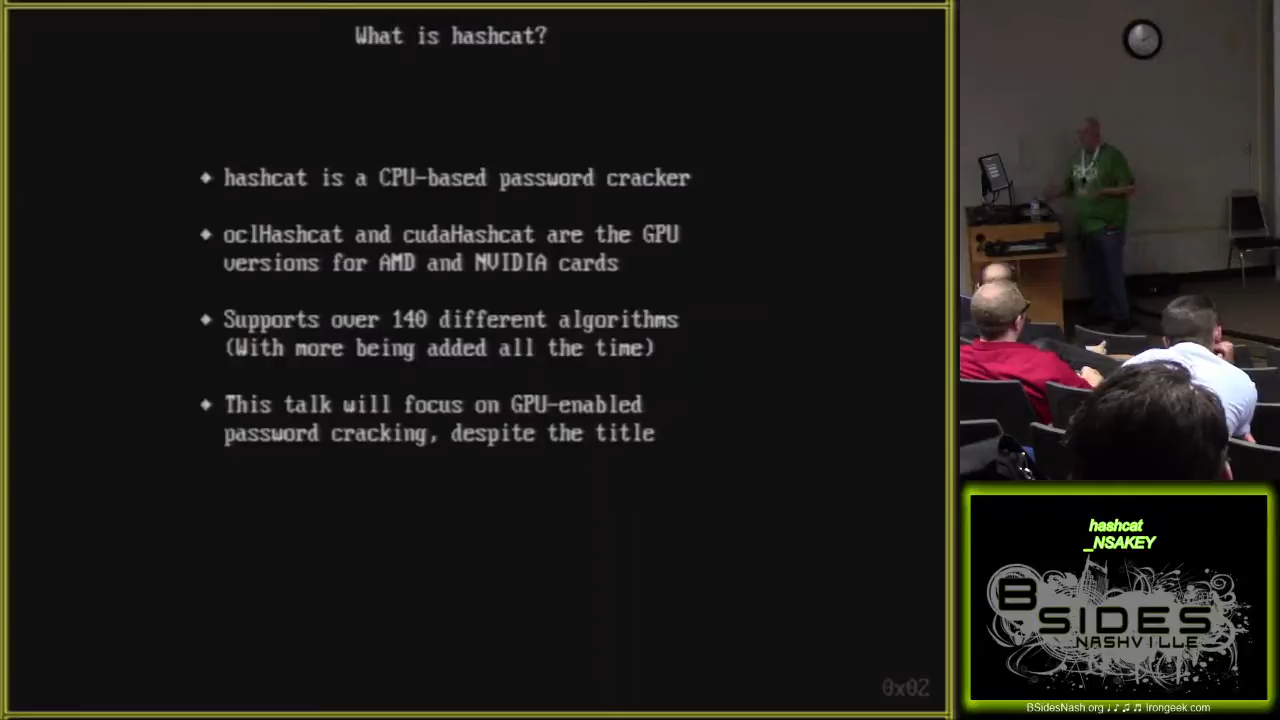 What is hashcat?
◆ hashcat is a CPU-based password cracker
◆ oclHashcat and cudaHashcat are the GPU
versions for AMD and NVIDIA cards
◆ Supports over 140 different algorithms
(With more being added all the time)
◆ This talk will focus on GPU-enabled
password cracking, despite the title
0x02
hashcat
_NSAKEY
BSIDES
NASHVILLE
BSidesNash.org ♩♪♫♬ Irongeek.com